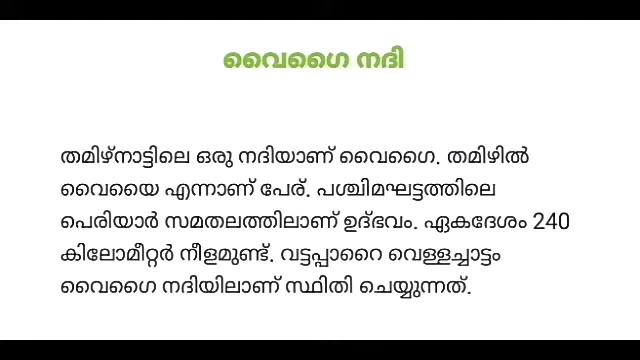 വൈഗൈ നദി
തമിഴ്നാട്ടിലെ ഒരു നദിയാണ് വൈഗൈ. തമിഴിൽ
വൈയൈ എന്നാണ് പേര്. പശ്ചിമഘട്ടത്തിലെ
പെരിയാർ സമതലത്തിലാണ് ഉദ്ഭവം. ഏകദേശം 240
കിലോമീറ്റർ നീളമുണ്ട്. വട്ടപ്പാറൈ വെള്ളച്ചാട്ടം
വൈഗൈ നദിയിലാണ് സ്ഥിതി ചെയ്യുന്നത്.